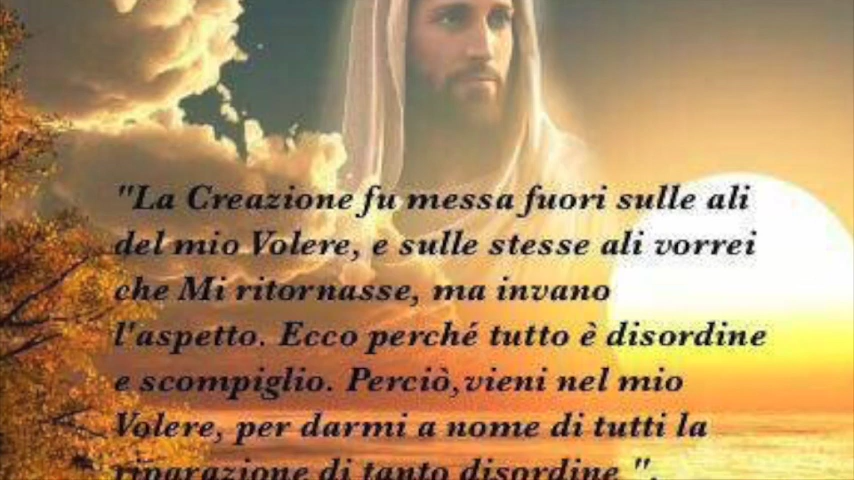 "La Creazione fu messa fuori sulle ali
del mio Volere, e sulle stesse ali vorrei
che Mi ritornasse, ma invano
l'aspetto. Ecco perché tutto è disordine
e scompiglio. Perciò,vieni nel mio
Volere, per darmi a nome di tutti la
riparazione di tanto disordine ".